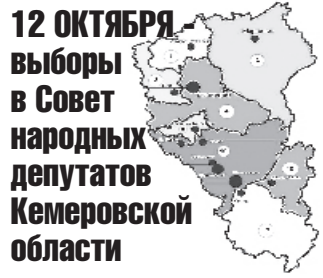 12 ОКТЯБРЯ -
выборы
в Совет
народных
депутатов
Кемеровской
области